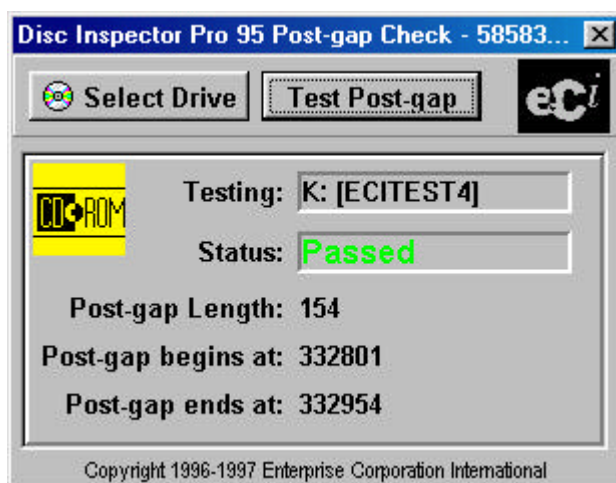 Disc Inspector Pro 95 Post-gap Check - 58583...
Select Drive
Test Post-gap
eCi
CD-ROM
Testing: K: [ECITEST4]
Status: Passed
Post-gap Length: 154
Post-gap begins at: 332801
Post-gap ends at: 332954
Copyright 1996-1997 Enterprise Corporation International